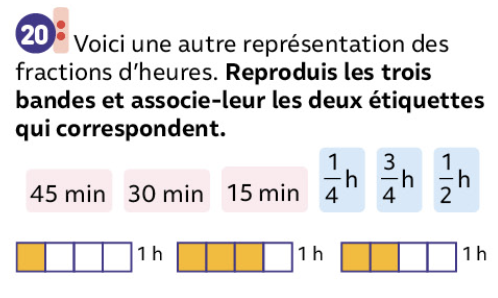 20 Voici une autre représentation des
fractions d’heures. Reproduis les trois
bandes et associe-leur les deux étiquettes
qui correspondent.
45 min 30 min 15 min 1/4 h 3/4 h 1/2 h
1 h 1 h 1 h